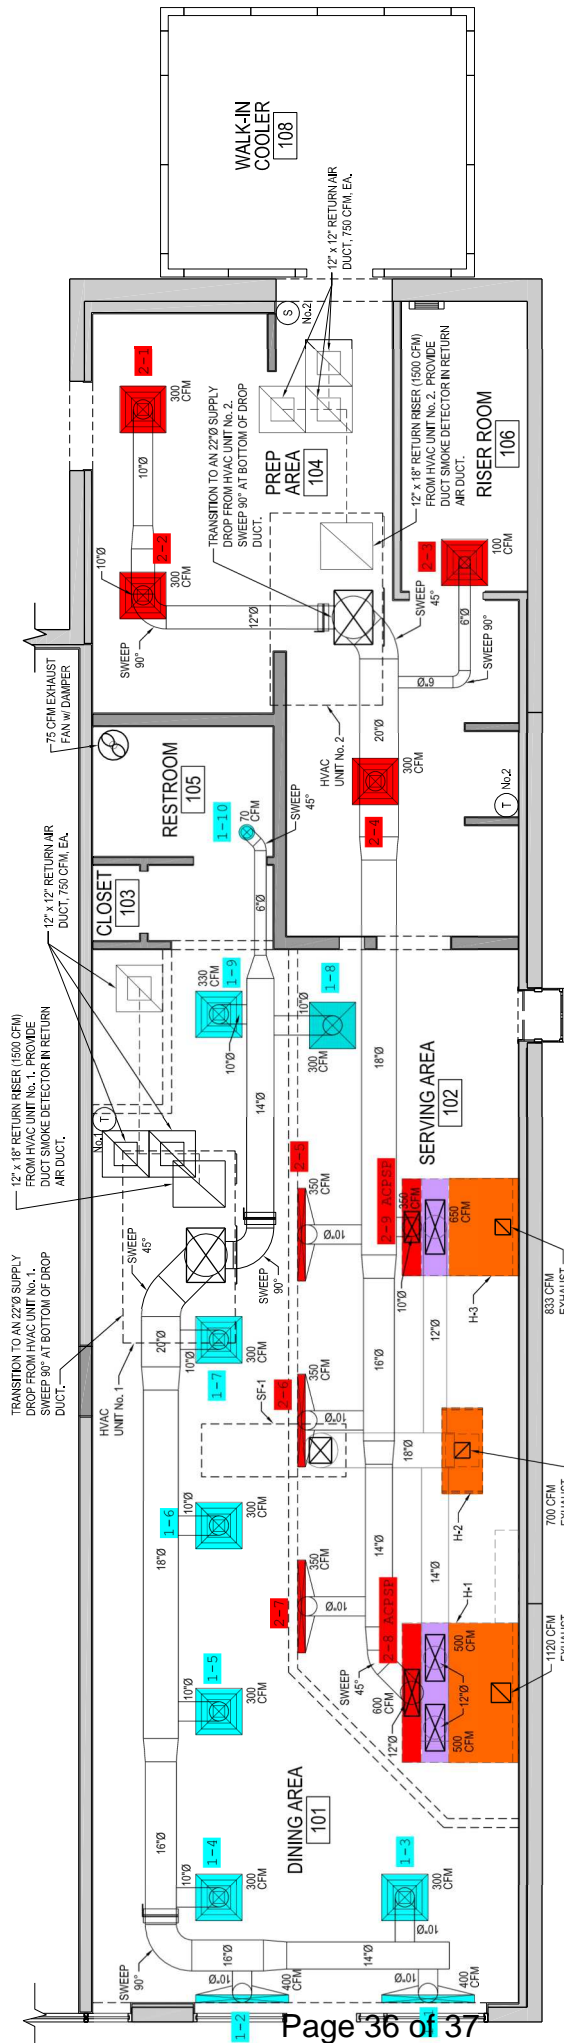 WALK-IN
COOLER
108
12" x 12" RETURN AIR
DUCT, 750 CFM, EA.
S
No.2
2-1
300
CFM
10"Ø
2-2
10"Ø
300
CFM
SWEEP
90°
12"Ø
TRANSITION TO AN 22"Ø SUPPLY
DROP FROM HVAC UNIT No. 2.
SWEEP 90° AT BOTTOM OF DROP
DUCT.
PREP
AREA
104
12" x 18" RETURN RISER (1500 CFM)
FROM HVAC UNIT No. 2. PROVIDE
DUCT SMOKE DETECTOR IN RETURN
AIR DUCT.
RISER ROOM
106
2-3
100
CFM
6"Ø
SWEEP 90°
SWEEP
45°
6"Ø
20"Ø
HVAC
UNIT No. 2
300
CFM
2-4
T
No.2
75 CFM EXHAUST
FAN w/ DAMPER
RESTROOM
105
1-10
70
CFM
SWEEP
45°
6"Ø
CLOSET
103
12" x 12" RETURN AIR
DUCT, 750 CFM, EA.
12" x 18" RETURN RISER (1500 CFM)
FROM HVAC UNIT No. 1. PROVIDE
DUCT SMOKE DETECTOR IN RETURN
AIR DUCT.
T
No.1
330
CFM
1-9
10"Ø
10"Ø
1-8
300
CFM
14"Ø
18"Ø
SERVING AREA
102
TRANSITION TO AN 22"Ø SUPPLY
DROP FROM HVAC UNIT No. 1.
SWEEP 90° AT BOTTOM OF DROP
DUCT.
SWEEP
45°
SWEEP
90°
HVAC
UNIT No. 1
20"Ø
10"Ø
300
CFM
1-7
2-5
350
CFM
10"Ø
2-9 ACPSP
350
CFM
10"Ø
650
CFM
H-3
833 CFM
EXHAUST
12"Ø
16"Ø
SF-1
2-6
350
CFM
10"Ø
18"Ø
H-2
700 CFM
EXHAUST
1-6
10"Ø
300
CFM
18"Ø
14"Ø
14"Ø
H-1
2-7
350
CFM
10"Ø
2-8 ACPSP
SWEEP
45°
600
CFM
12"Ø
500
CFM
12"Ø
500
CFM
1120 CFM
EXHAUST
1-5
10"Ø
300
CFM
16"Ø
DINING AREA
101
1-4
10"Ø
300
CFM
1-3
300
CFM
10"Ø
SWEEP
90°
16"Ø
14"Ø
10"Ø
400
CFM
10"Ø
400
CFM
1-2
Page 36 of 37